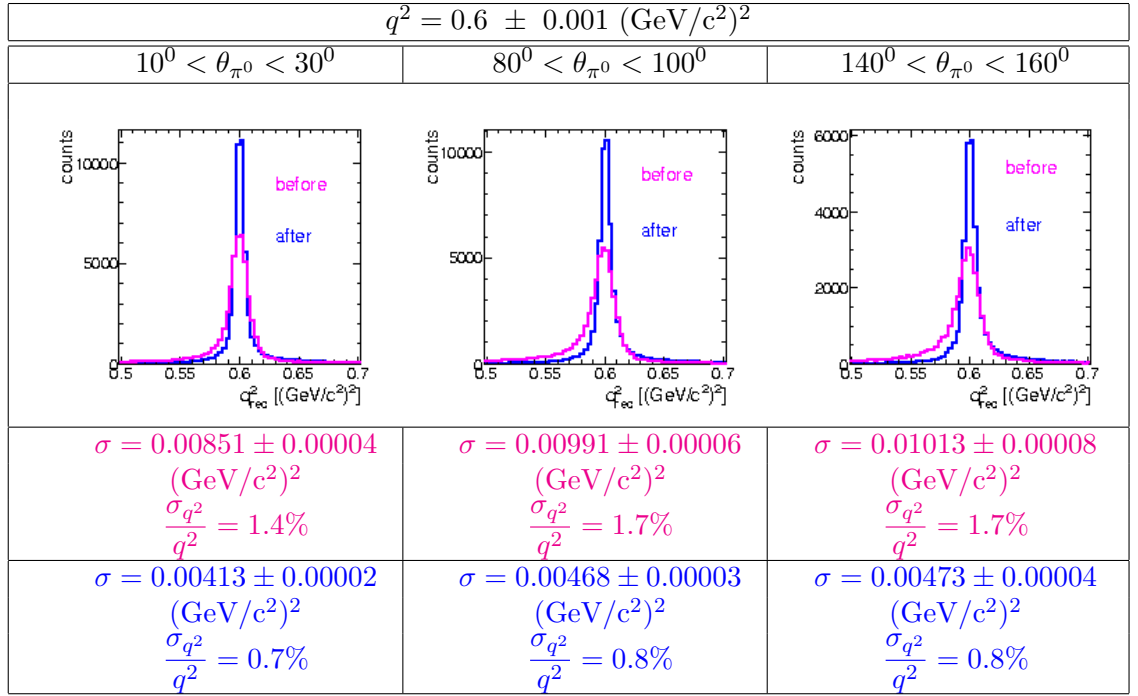 q² = 0.6 ± 0.001 (GeV/c²)²
10⁰ < θ_π⁰ < 30⁰ 80⁰ < θ_π⁰ < 100⁰ 140⁰ < θ_π⁰ < 160⁰
counts
10000
5000
0
before
after
0.5 0.55 0.6 0.65 0.7
q²_rec [(GeV/c²)²]
counts
10000
5000
0
before
after
0.5 0.55 0.6 0.65 0.7
q²_rec [(GeV/c²)²]
counts
6000
4000
2000
0
before
after
0.5 0.55 0.6 0.65 0.7
q²_rec [(GeV/c²)²]
σ = 0.00851 ± 0.00004
(GeV/c²)²
σ_q²/q² = 1.4%
σ = 0.00991 ± 0.00006
(GeV/c²)²
σ_q²/q² = 1.7%
σ = 0.01013 ± 0.00008
(GeV/c²)²
σ_q²/q² = 1.7%
σ = 0.00413 ± 0.00002
(GeV/c²)²
σ_q²/q² = 0.7%
σ = 0.00468 ± 0.00003
(GeV/c²)²
σ_q²/q² = 0.8%
σ = 0.00473 ± 0.00004
(GeV/c²)²
σ_q²/q² = 0.8%